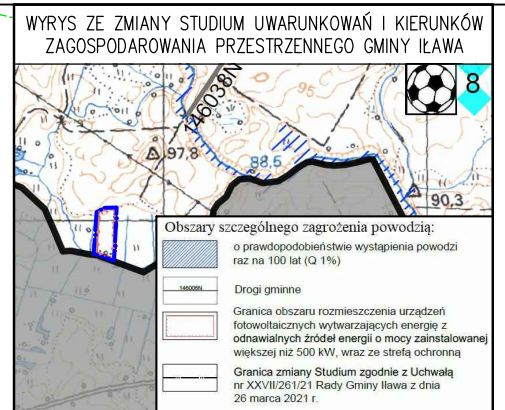 WYRYS ZE ZMIANY STUDIUM UWARUNKOWAŃ I KIERUNKÓW
ZAGOSPODAROWANIA PRZESTRZENNEGO GMINY IŁAWA
8
146038N
95
97,8
88,5
90,3
Obszary szczególnego zagrożenia powodzią:
o prawdopodobieństwie wystąpienia powodzi
raz na 100 lat (Q 1%)
146006N
Drogi gminne
Granica obszaru rozmieszczenia urządzeń
fotowoltaicznych wytwarzających energię z
odnawialnych źródeł energii o mocy zainstalowanej
większej niż 500 kW, wraz ze strefą ochronną
Granica zmiany Studium zgodnie z Uchwałą
nr XXVII/261/21 Rady Gminy Iława z dnia
26 marca 2021 r.